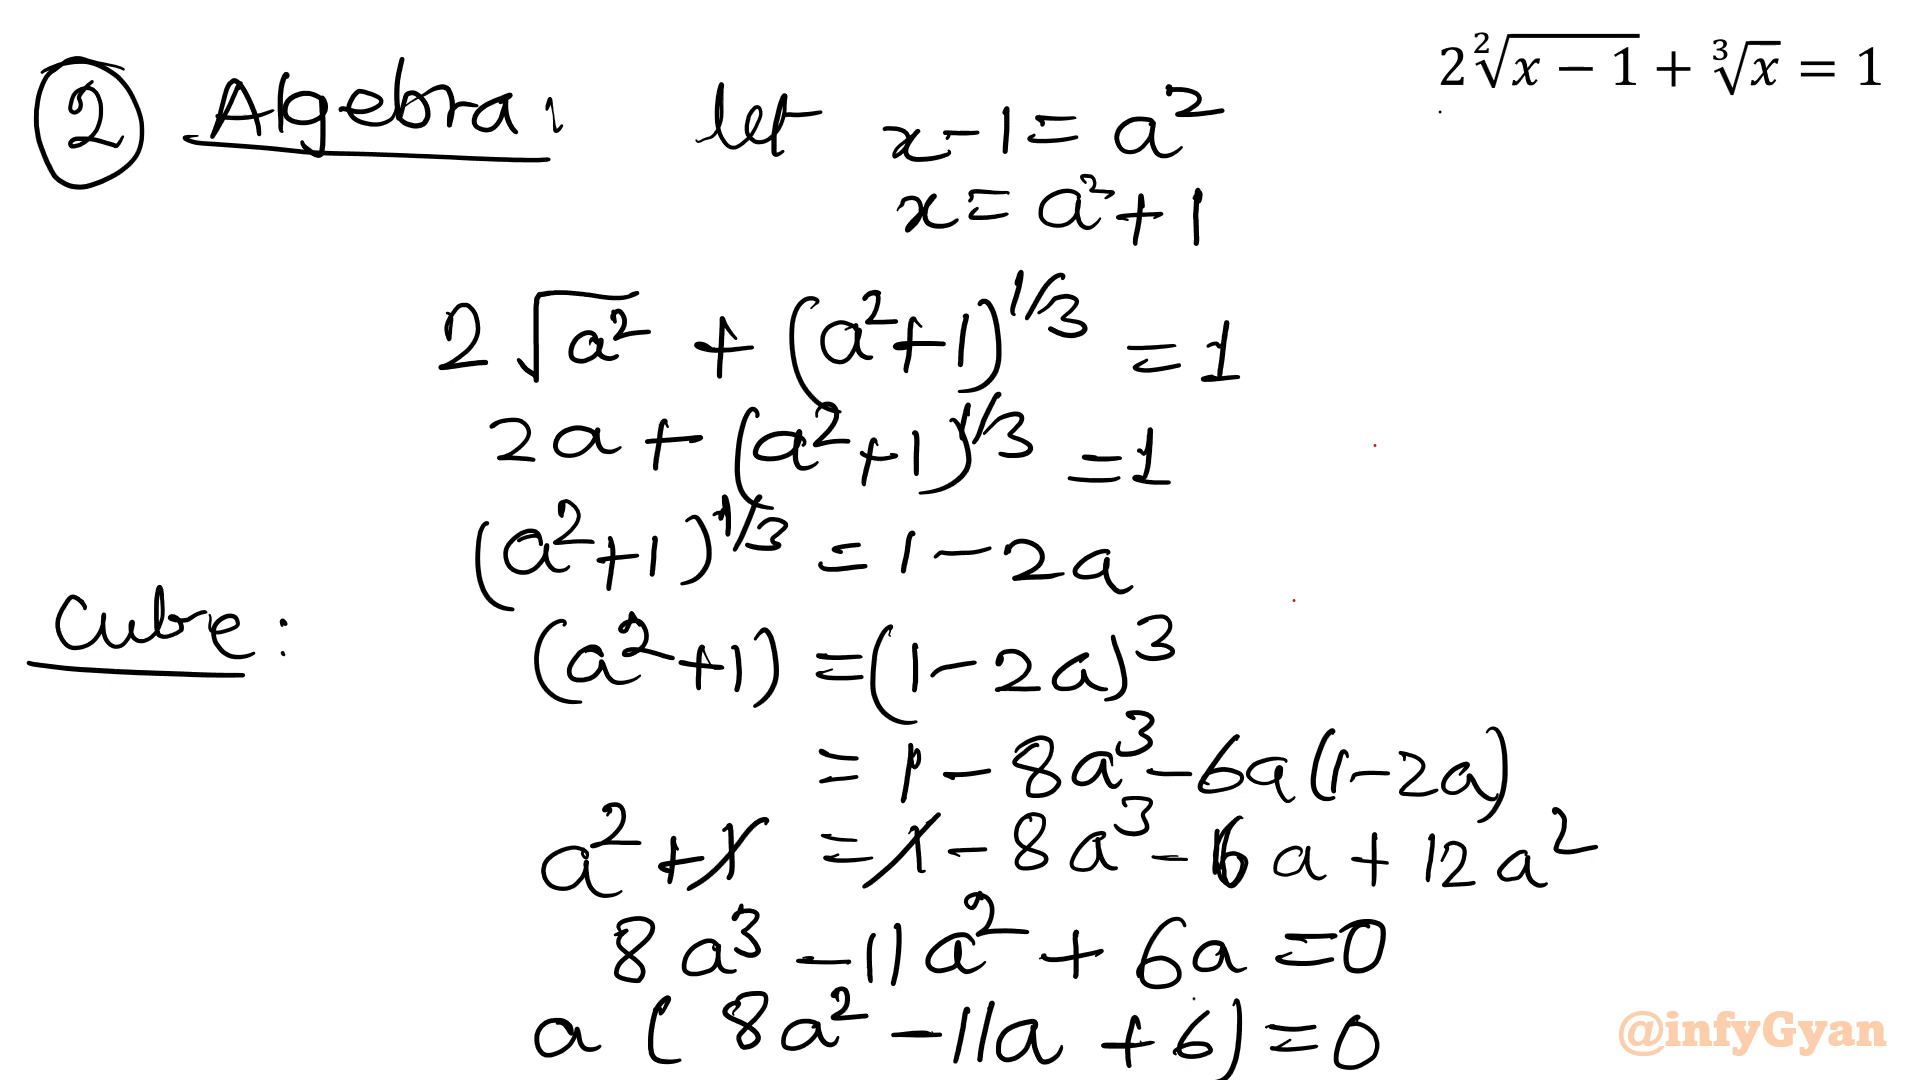 2²√(x − 1) + ³√x = 1
② Algebra: let x-1 = a²
x = a²+1
2√a² + (a²+1)^1/3 = 1
2a + (a²+1)^1/3 = 1
(a²+1)^1/3 = 1-2a
Cube: (a²+1) = (1-2a)³
= 1 - 8a³ - 6a(1-2a)
a² + 1 = 1 - 8a³ - 6a + 12a²
8a³ - 11a² + 6a = 0
a ( 8a² - 11a + 6) = 0
@infyGyan